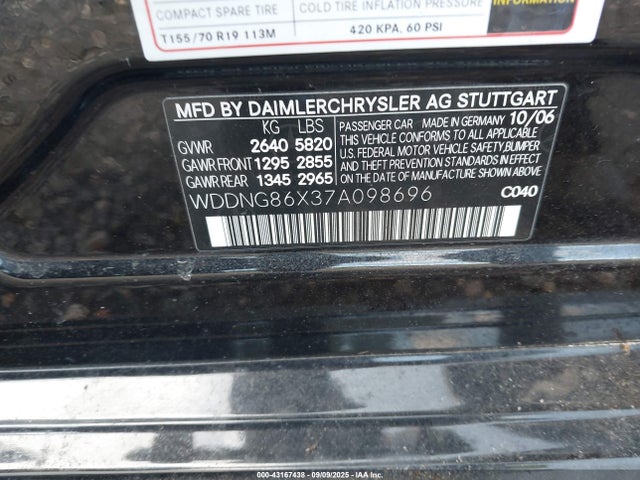 INFORMATION
COMPACT SPARE TIRE COLD TIRE INFLATION PRESSURE
T155/70 R19 113M 420 KPA, 60 PSI
MFD BY DAIMLERCHRYSLER AG STUTTGART
KG LBS PASSENGER CAR MADE IN GERMANY 10/06
GVWR 2640 5820 THIS VEHICLE CONFORMS TO ALL APPLICABLE
GAWR FRONT 1295 2855 U.S. FEDERAL MOTOR VEHICLE SAFETY,BUMPER
GAWR REAR 1345 2965 AND THEFT PREVENTION STANDARDS IN EFFECT
ON THE DATE OF MANUFACTURE SHOWN ABOVE.
WDDNG86X37A098696 C040
000-43167438 - 09/09/2025 - IAA Inc.